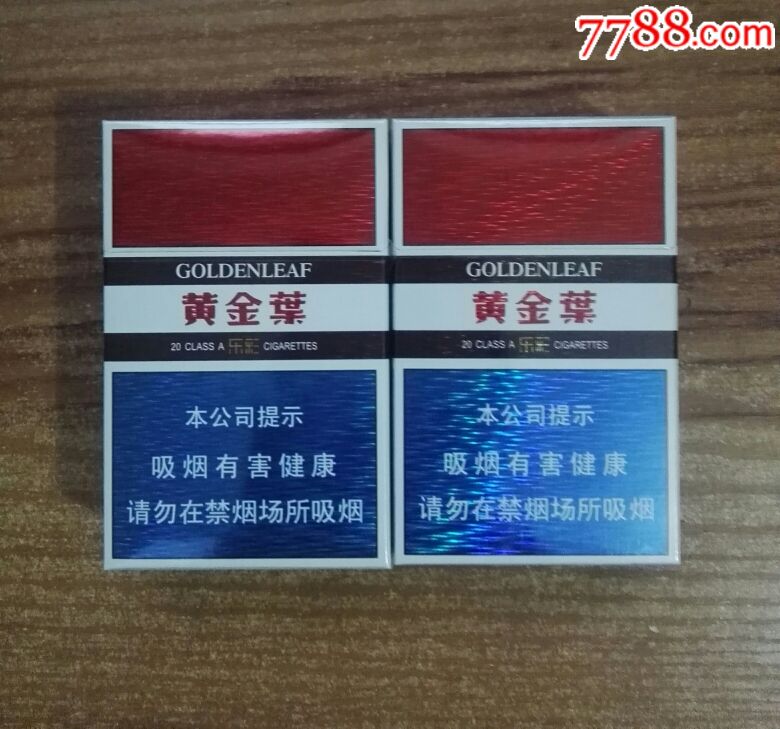 7788.com
GOLDENLEAF
黄金葉
20 CLASS A 乐彩 CIGARETTES
本公司提示
吸烟有害健康
请勿在禁烟场所吸烟
GOLDENLEAF
黄金葉
20 CLASS A 乐彩 CIGARETTES
本公司提示
吸烟有害健康
请勿在禁烟场所吸烟